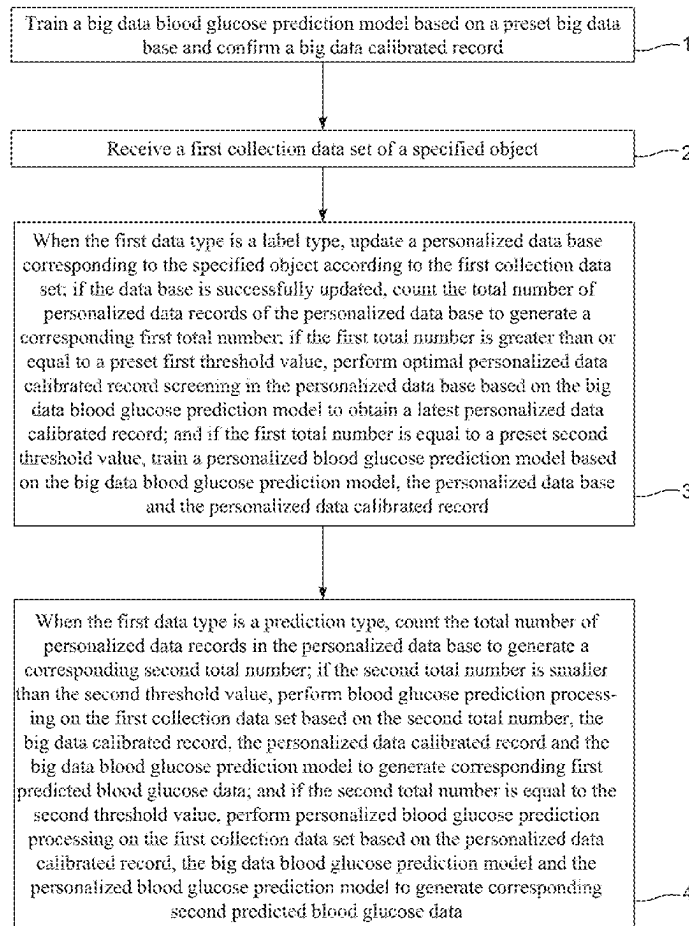 Train a big data blood glucose prediction model based on a preset big data
base and confirm a big data calibrated record
1
Receive a first collection data set of a specified object
2
When the first data type is a label type, update a personalized data base
corresponding to the specified object according to the first collection data
set; if the data base is successfully updated, count the total number of
personalized data records of the personalized data base to generate a
corresponding first total number; if the first total number is greater than or
equal to a preset first threshold value, perform optimal personalized data
calibrated record screening in the personalized data base based on the big
data blood glucose prediction model to obtain a latest personalized data
calibrated record; and if the first total number is equal to a preset second
threshold value, train a personalized blood glucose prediction model based
on the big data blood glucose prediction model, the personalized data base
and the personalized data calibrated record
3
When the first data type is a prediction type, count the total number of
personalized data records in the personalized data base to generate a
corresponding second total number; if the second total number is smaller
than the second threshold value, perform blood glucose prediction process-
ing on the first collection data set based on the second total number, the
big data calibrated record, the personalized data calibrated record and the
big data blood glucose prediction model to generate corresponding first
predicted blood glucose data; and if the second total number is equal to the
second threshold value, perform personalized blood glucose prediction
processing on the first collection data set based on the personalized data
calibrated record, the big data blood glucose prediction model and the
personalized blood glucose prediction model to generate corresponding
second predicted blood glucose data
4